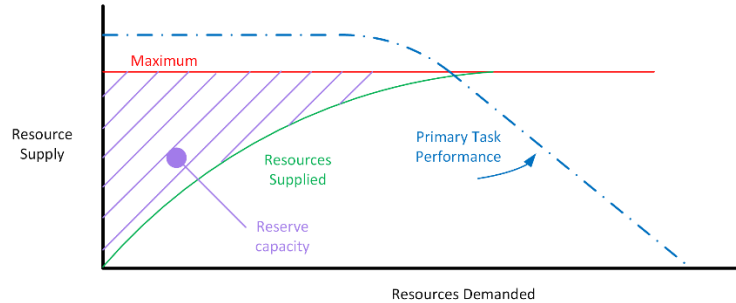 Maximum
Resource
Supply
Primary Task
Performance
Resources
Supplied
Reserve
capacity
Resources Demanded